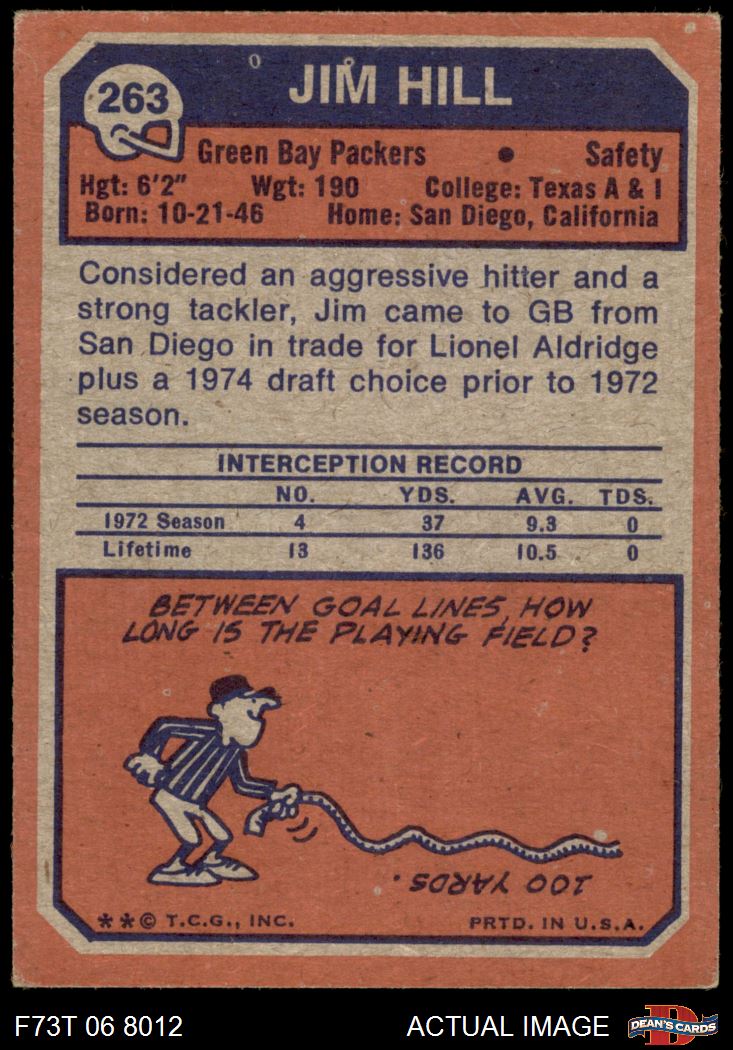 263
JIM HILL
Green Bay Packers • Safety
Hgt: 6'2" Wgt: 190 College: Texas A & I
Born: 10-21-46 Home: San Diego, California
Considered an aggressive hitter and a
strong tackler, Jim came to GB from
San Diego in trade for Lionel Aldridge
plus a 1974 draft choice prior to 1972
season.
INTERCEPTION RECORD
NO. YDS. AVG. TDS.
1972 Season 4 37 9.3 0
Lifetime 13 136 10.5 0
BETWEEN GOAL LINES, HOW
LONG IS THE PLAYING FIELD?
100 YARDS.
**© T.C.G., INC. PRTD. IN U.S.A.
F73T 06 8012 ACTUAL IMAGE D DEAN'S CARDS